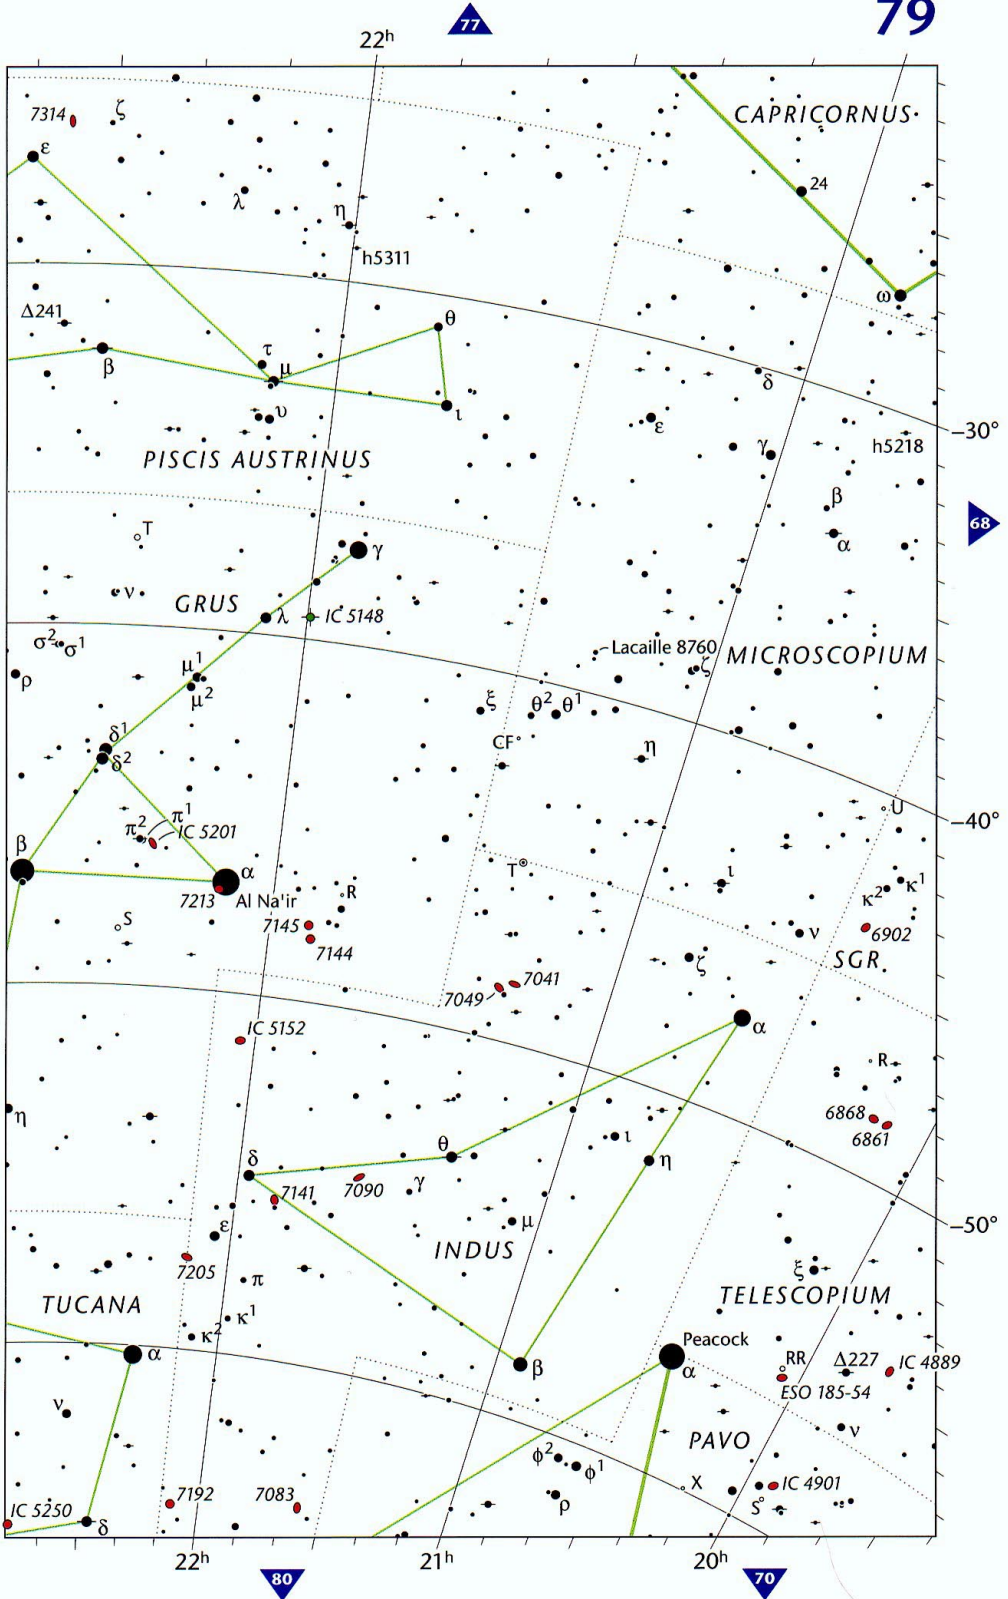 77
79
22ʰ
CAPRICORNUS
7314
ζ
ε
24
λ
η
h5311
ω
Δ241
θ
β
τ
μ
δ
υ
ι
ε
–30°
γ
h5218
PISCIS AUSTRINUS
β
68
T
γ
α
ν
GRUS
λ
IC 5148
σ²
σ¹
Lacaille 8760
MICROSCOPIUM
μ¹
ζ
ρ
μ²
ξ
θ²
θ¹
δ¹
CF
η
δ²
U
–40°
π²
π¹
IC 5201
β
T
ι
α
κ²
κ¹
7213
Al Na'ir
R
S
7145
ν
6902
7144
SGR
ζ
7049
7041
IC 5152
α
R
η
6868
6861
θ
ι
δ
η
7141
7090
γ
ε
μ
–50°
INDUS
7205
ξ
π
TELESCOPIUM
TUCANA
κ¹
κ²
Peacock
α
β
α
RR
Δ227
IC 4889
ESO 185-54
ν
ν
PAVO
φ²
φ¹
X
IC 4901
IC 5250
7192
7083
ρ
S
δ
22ʰ
21ʰ
20ʰ
80
70